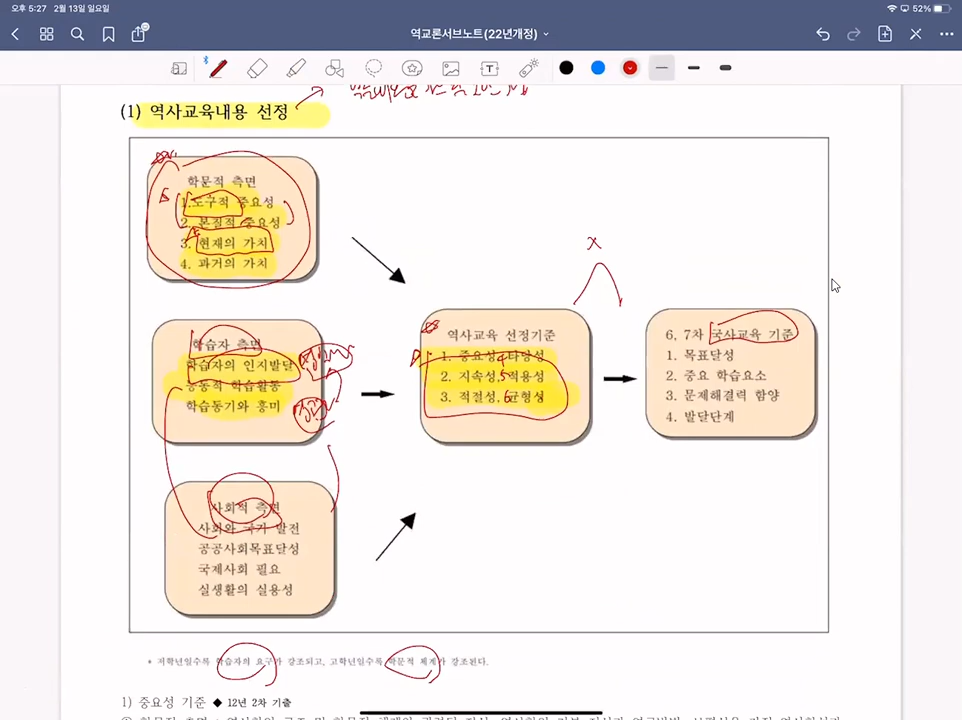 오후 5:27 2월 13일 일요일
52%
역교론서브노트(22년개정)
(1) 역사교육내용 선정
학문적 측면
1. 도구적 중요성
2. 본질적 중요성
3. 현재의 가치
4. 과거의 가치
학습자 측면
학습자의 인지발달
능동적 학습활동
학습동기와 흥미
사회적 측면
사회와 국가 발전
공공사회목표달성
국제사회 필요
실생활의 실용성
역사교육 선정기준
1. 중요성, 타당성
2. 지속성, 적용성
3. 적절성, 균형성
X
6, 7차 국사교육 기준
1. 목표달성
2. 중요 학습요소
3. 문제해결력 함양
4. 발달단계
* 저학년일수록 학습자의 요구가 강조되고, 고학년일수록 학문적 체계가 강조된다.
1) 중요성 기준 ◆ 12년 2차 기출